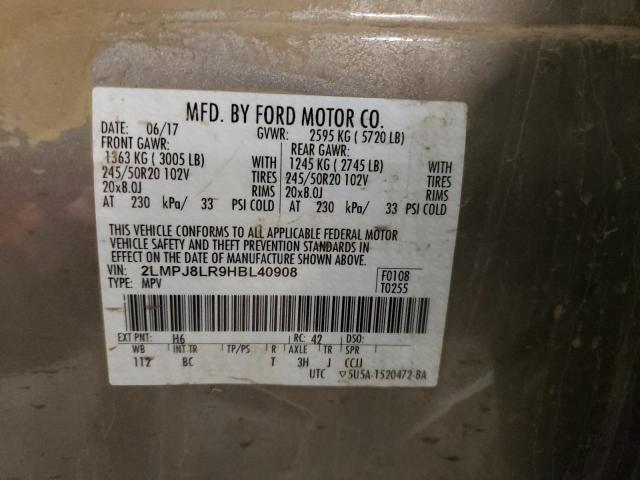 MFD. BY FORD MOTOR CO.
DATE: 06/17 GVWR: 2595 KG ( 5720 LB)
FRONT GAWR: REAR GAWR:
1363 KG ( 3005 LB) WITH 1245 KG ( 2745 LB) WITH
245/50R20 102V TIRES 245/50R20 102V TIRES
20x8.0J RIMS 20x8.0J RIMS
AT 230 kPa/ 33 PSI COLD AT 230 kPa/ 33 PSI COLD
THIS VEHICLE CONFORMS TO ALL APPLICABLE FEDERAL MOTOR
VEHICLE SAFETY AND THEFT PREVENTION STANDARDS IN
EFFECT ON THE DATE OF MANUFACTURE SHOWN ABOVE.
VIN: 2LMPJ8LR9HBL40908 F0108
TYPE: MPV T0255
EXT PNT: H6 RC: 42 DSO:
WB INT TR TP/PS R AXLE TR SPR
112 BC T 3H J CCJJ
UTC ▽5U5A-1520472-BA